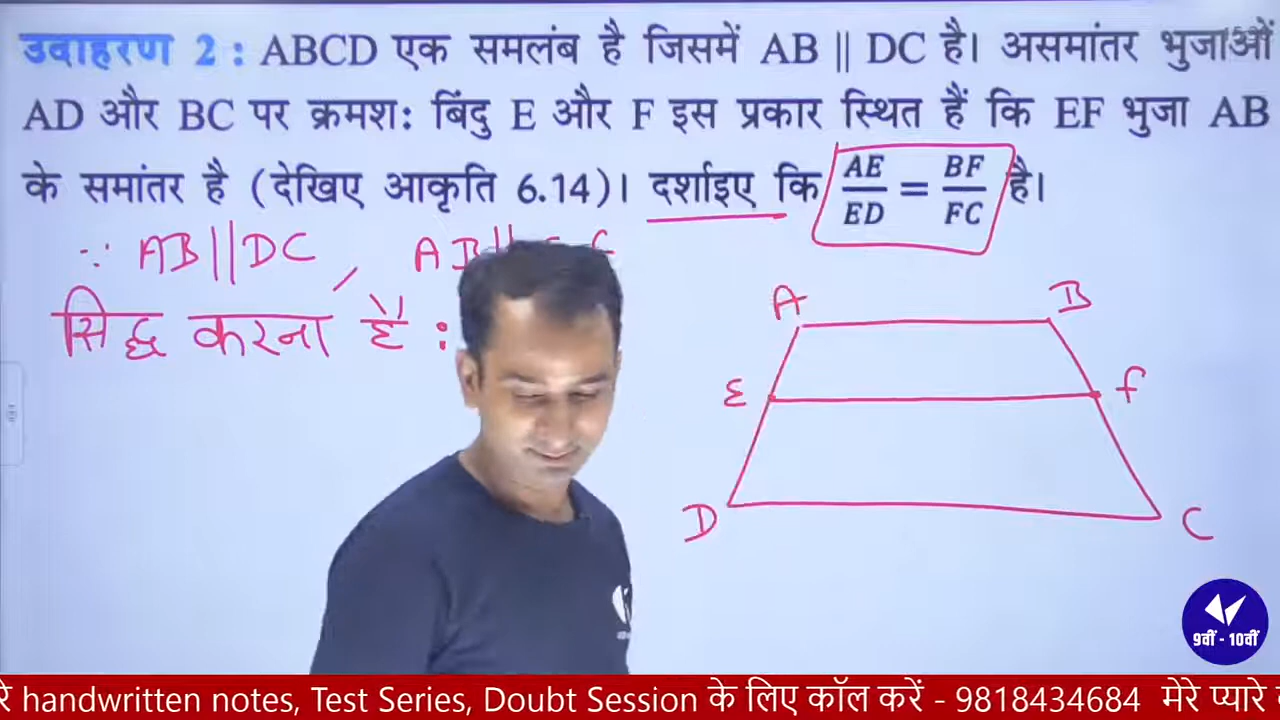 उदाहरण 2 : ABCD एक समलंब है जिसमें AB || DC है। असमांतर भुजाओं
AD और BC पर क्रमशः बिंदु E और F इस प्रकार स्थित हैं कि EF भुजा AB
के समांतर है (देखिए आकृति 6.14)। दर्शाइए कि AE/ED = BF/FC है।
∵ AB||DC , AB||
सिद्ध करना है :
A B
E F
D C
9वीं - 10वीं
handwritten notes, Test Series, Doubt Session के लिए कॉल करें - 9818434684 मेरे प्यारे